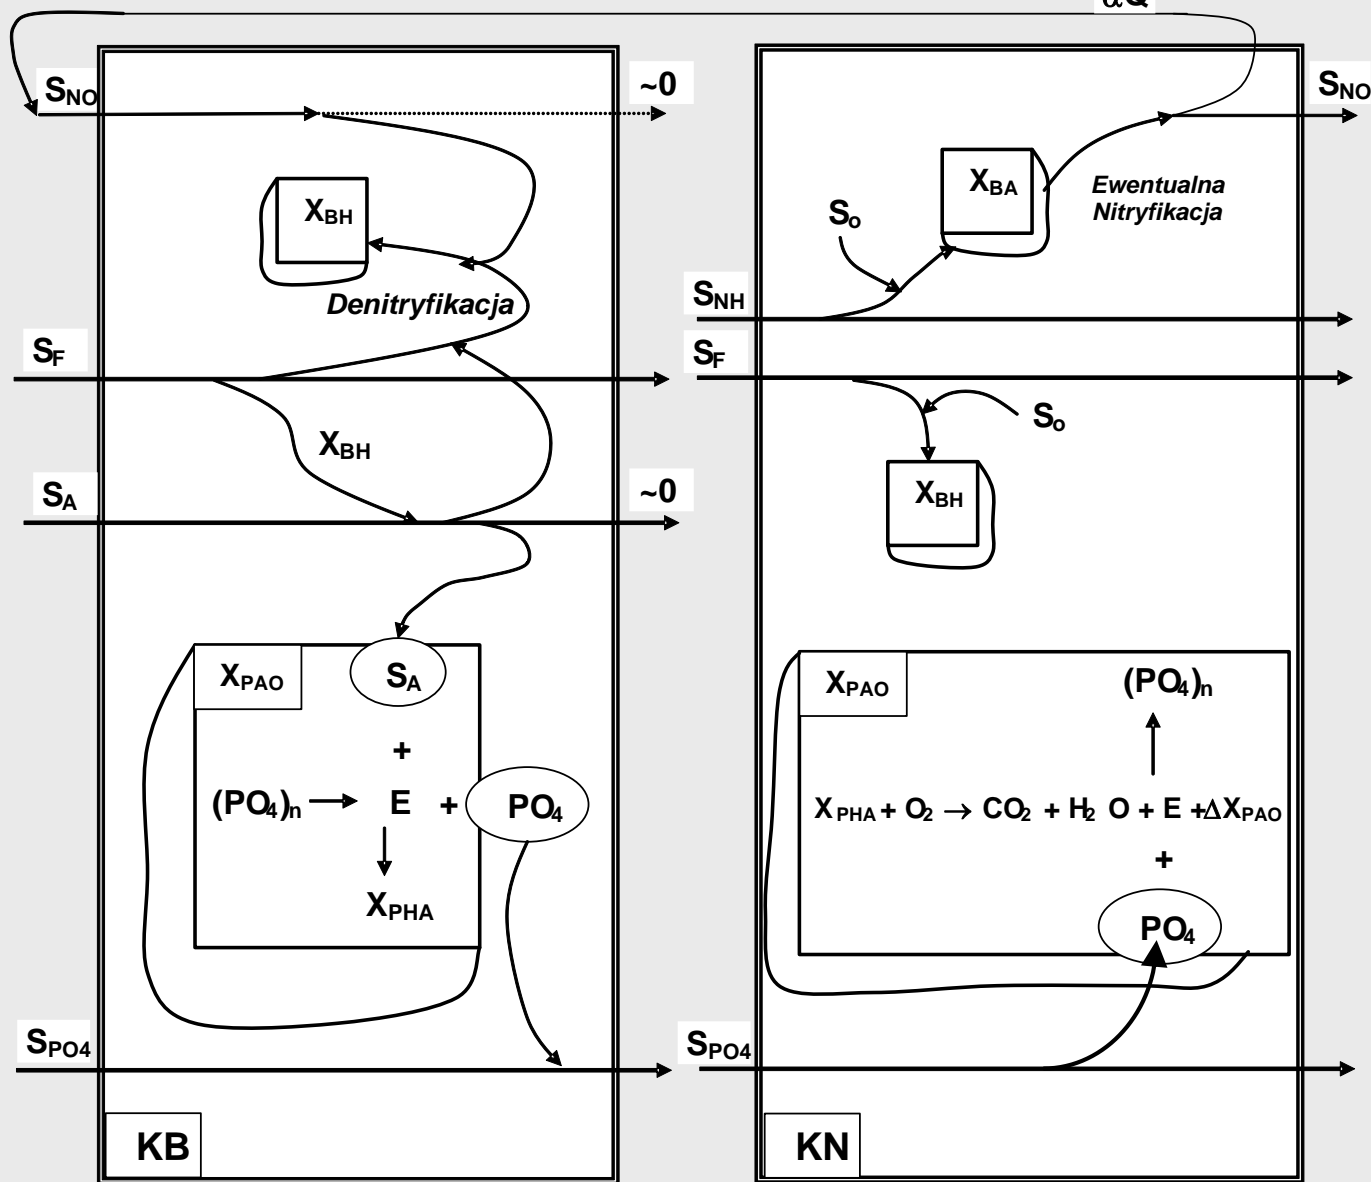 αQ
S_NO
~0
X_BH
Denitryfikacja
S_F
X_BH
S_A
~0
X_PAO
S_A
+
(PO₄)n → E + PO₄
X_PHA
S_PO4
KB
S_NO
X_BA
Ewentualna
Nitryfikacja
S_o
S_NH
S_F
S_o
X_BH
X_PAO
(PO₄)n
X_PHA + O₂ → CO₂ + H₂ O + E + ΔX_PAO
+
PO₄
S_PO4
KN